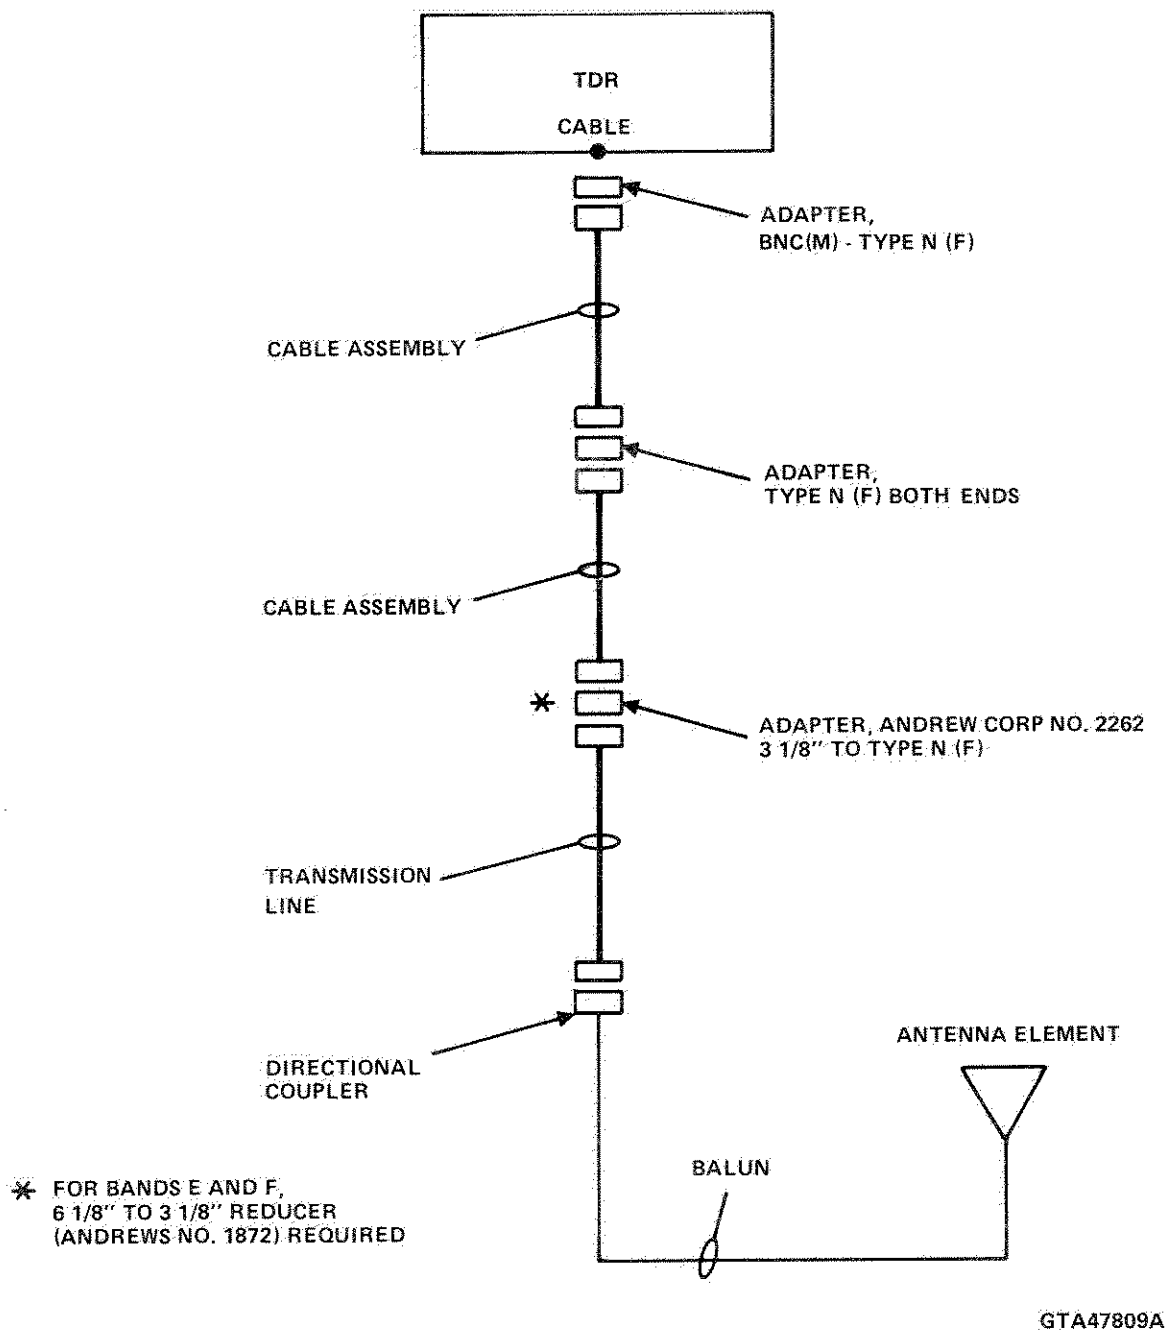 TDR
CABLE
ADAPTER,
BNC(M) - TYPE N (F)
CABLE ASSEMBLY
ADAPTER,
TYPE N (F) BOTH ENDS
CABLE ASSEMBLY
*
ADAPTER, ANDREW CORP NO. 2262
3 1/8" TO TYPE N (F)
TRANSMISSION
LINE
DIRECTIONAL
COUPLER
ANTENNA ELEMENT
BALUN
* FOR BANDS E AND F,
6 1/8" TO 3 1/8" REDUCER
(ANDREWS NO. 1872) REQUIRED
GTA47809A